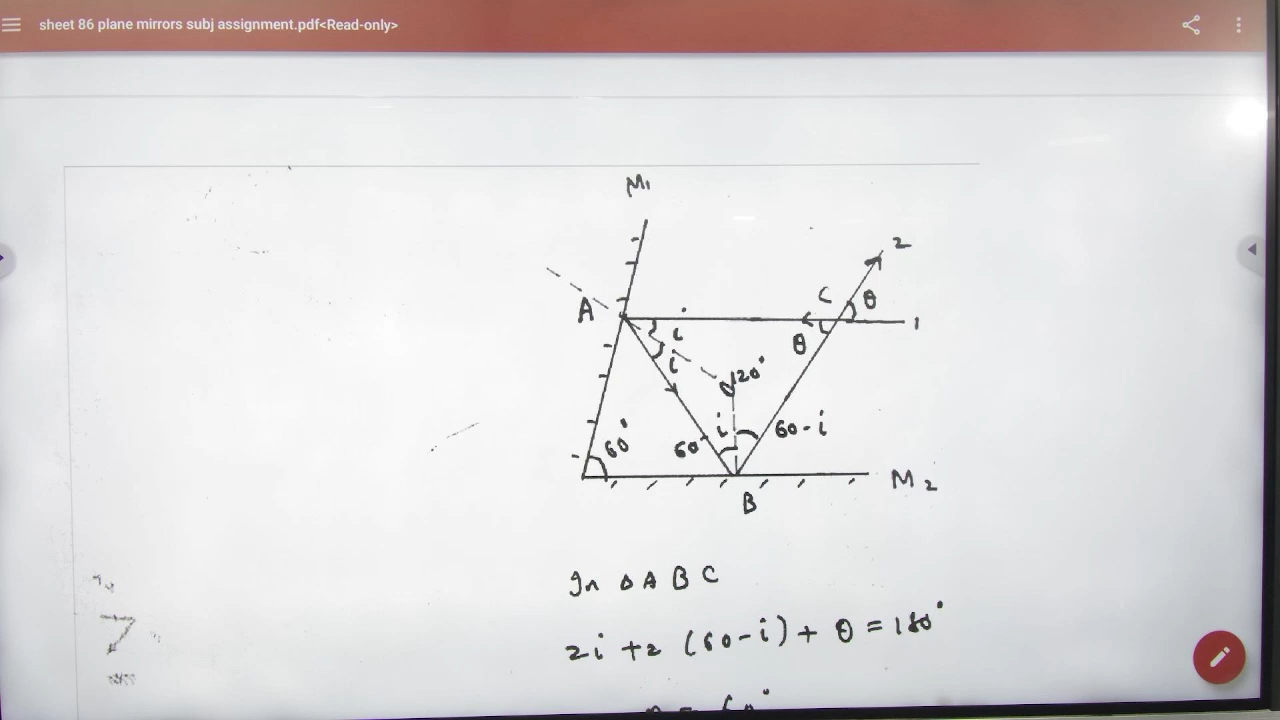 sheet 86 plane mirrors subj assignment.pdf<Read-only>
M₁
2
A
C
θ
i
1
θ
i
120°
60°
60-i
60-i
M₂
B
In Δ A B C
2i + 2 (60-i) + θ = 180°